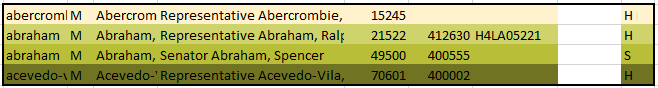 abercroml M Abercrom Representative Abercrombie, 15245 H
abraham M Abraham, Representative Abraham, Ralp 21522 412630 H4LA05221 H
abraham M Abraham, Senator Abraham, Spencer 49500 400555 S
acevedo-v M Acevedo-V Representative Acevedo-Vila, 70601 400002 H